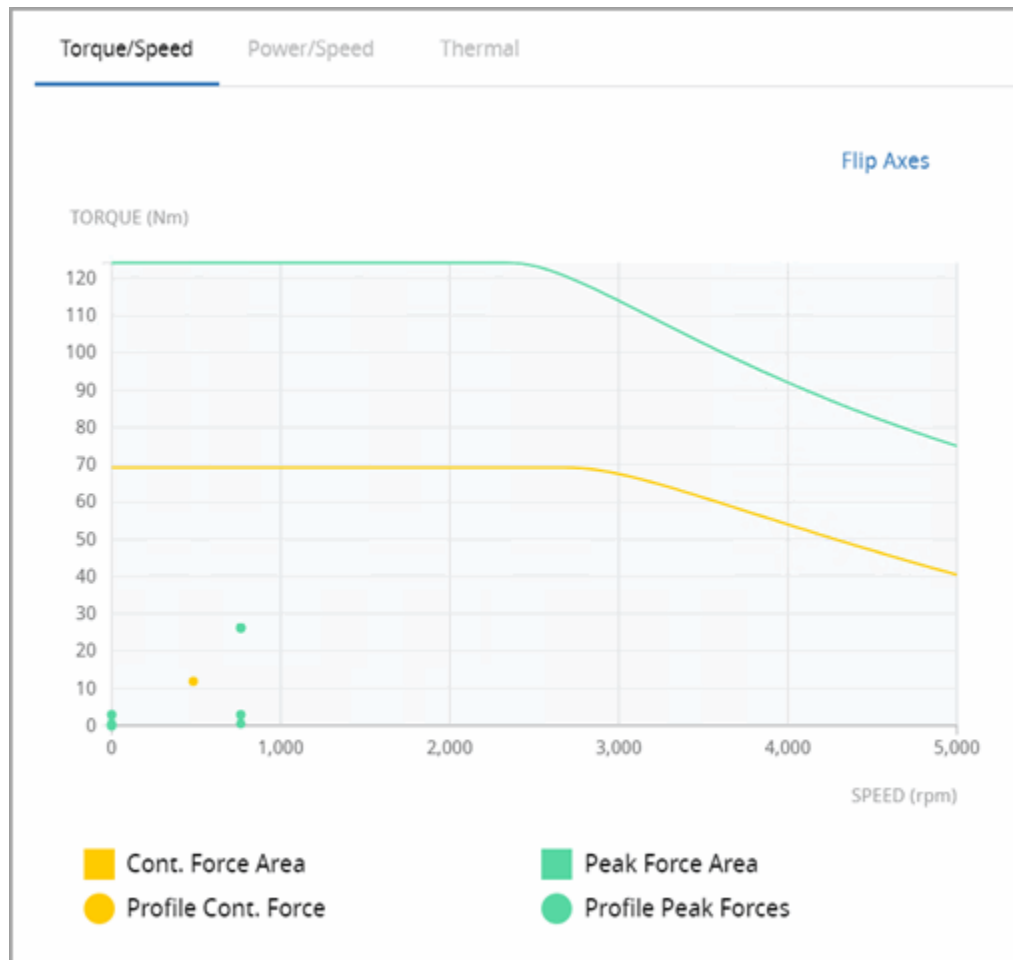 Torque/Speed Power/Speed Thermal
Flip Axes
TORQUE (Nm)
120
110
100
90
80
70
60
50
40
30
20
10
0
0 1,000 2,000 3,000 4,000 5,000
SPEED (rpm)
Cont. Force Area Peak Force Area
Profile Cont. Force Profile Peak Forces